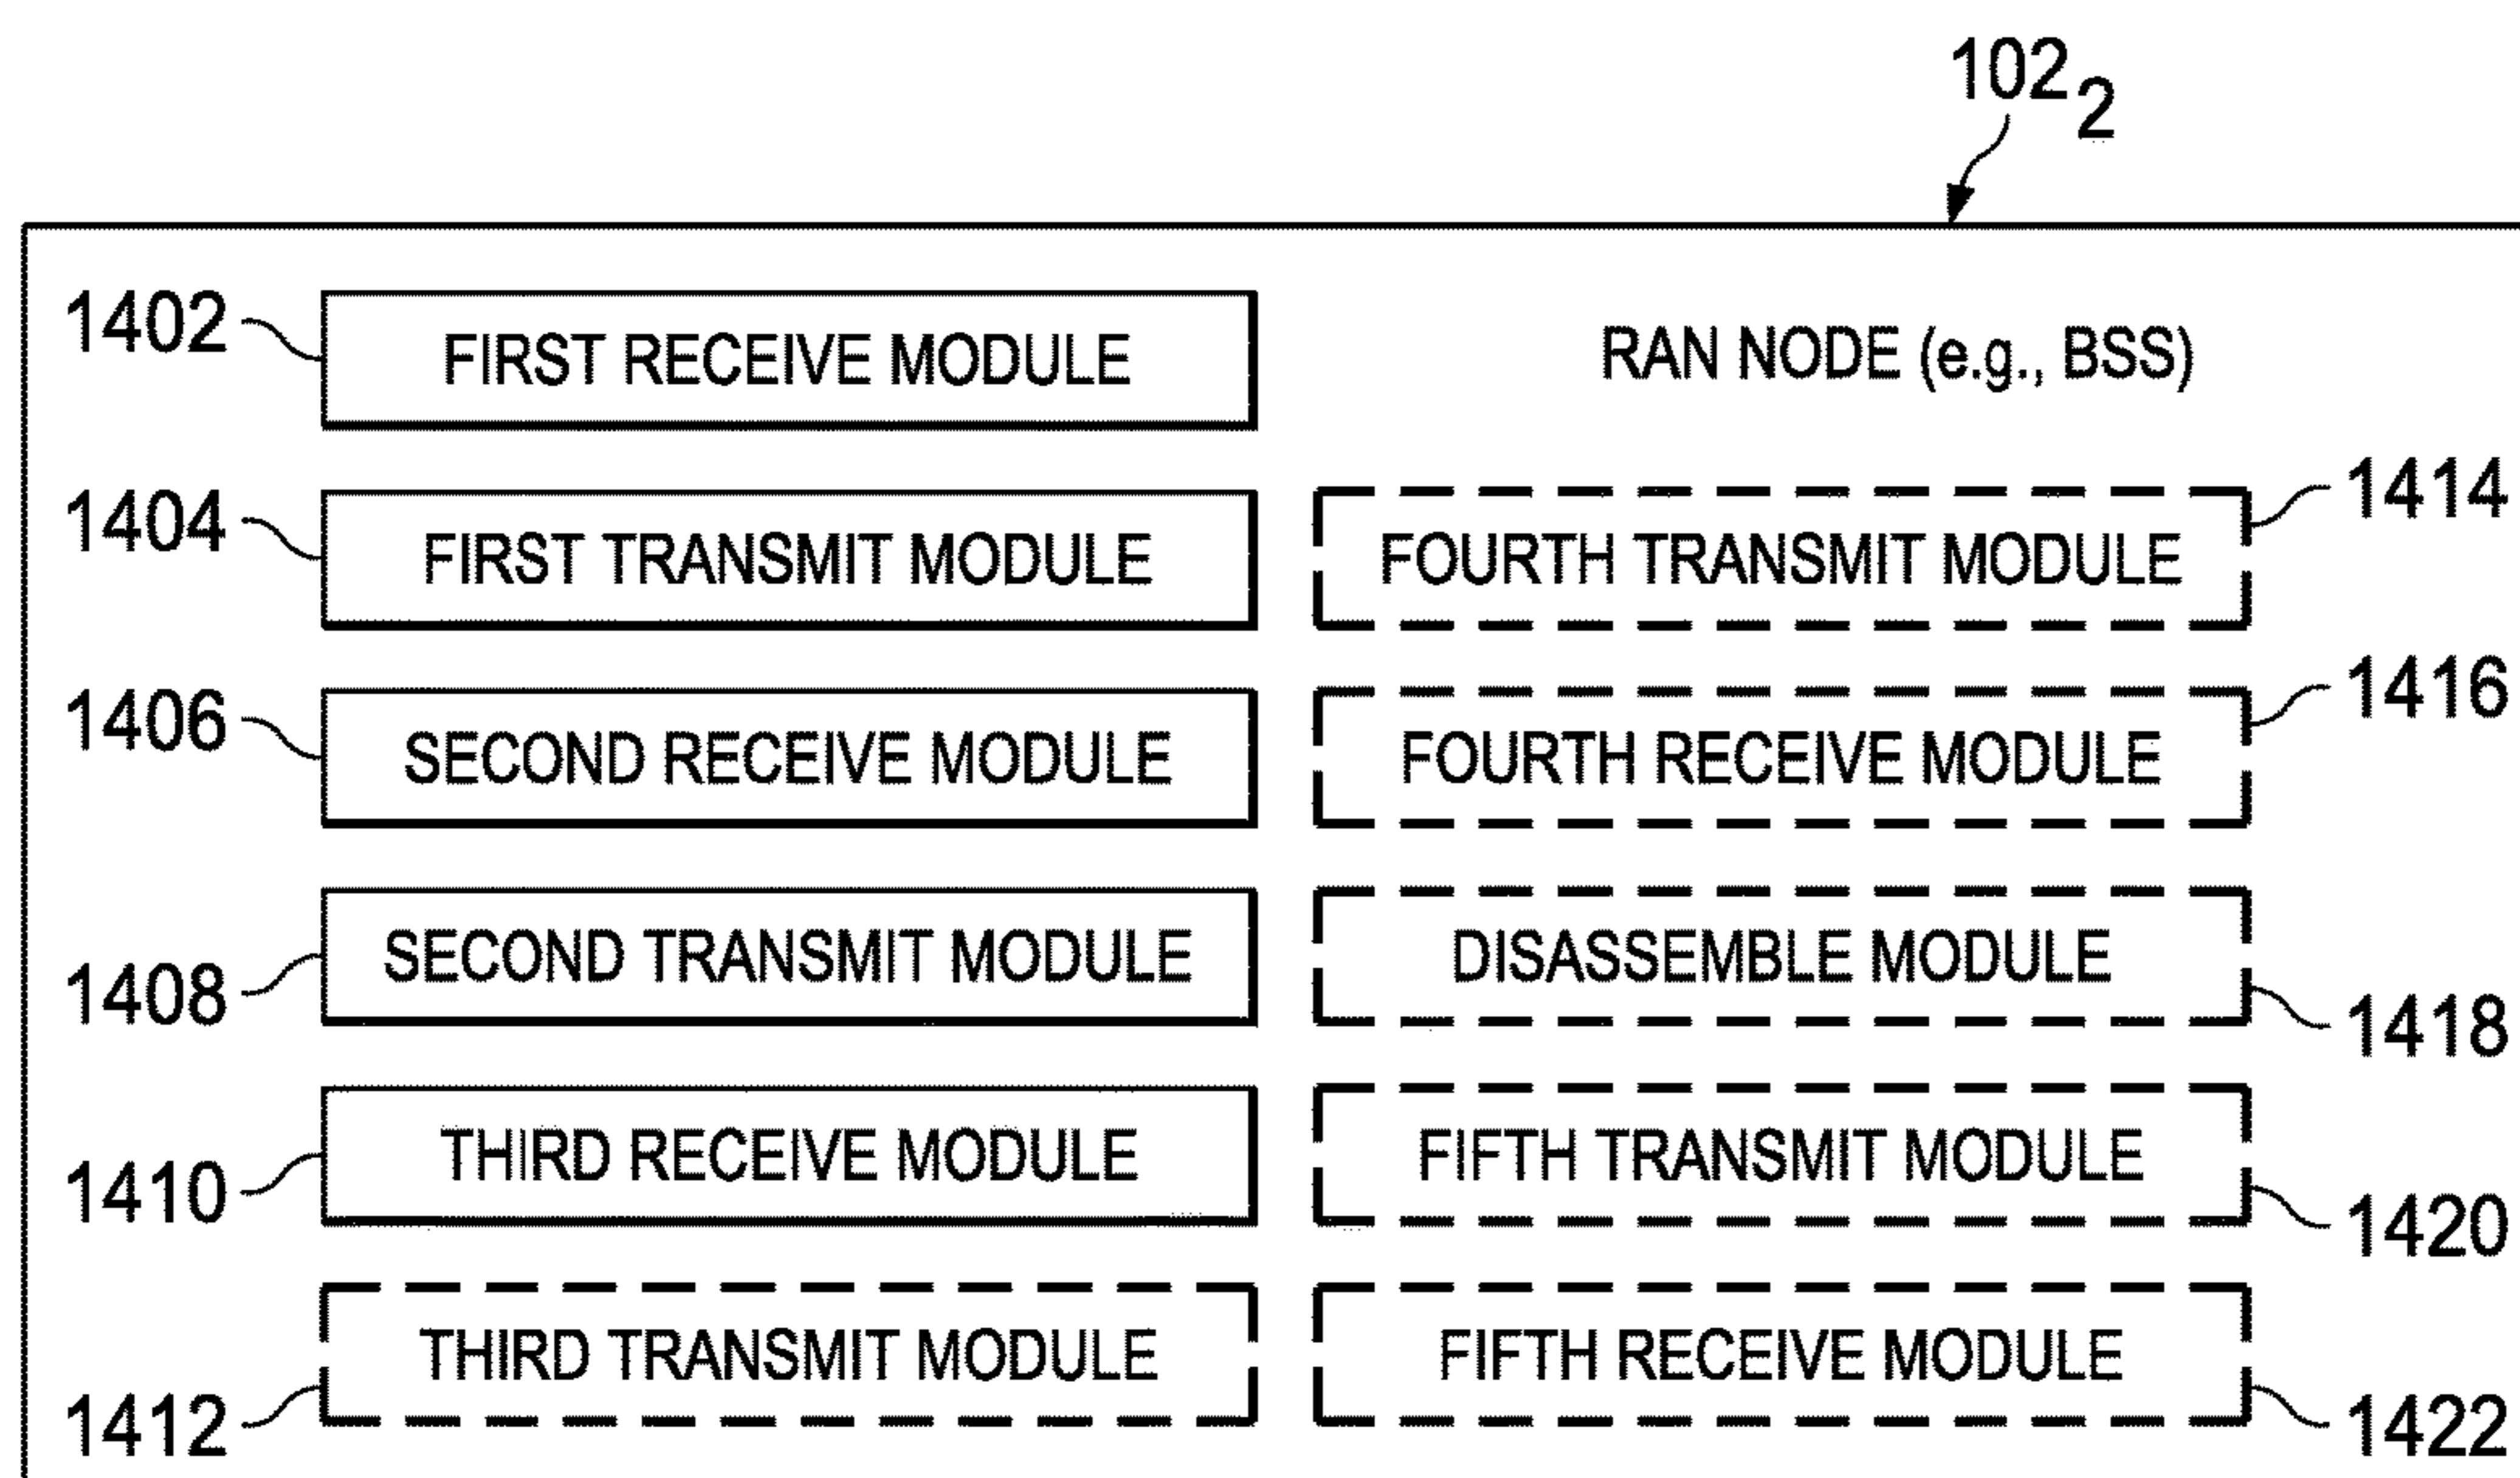 102₂
1402 FIRST RECEIVE MODULE RAN NODE (e.g., BSS)
1404 FIRST TRANSMIT MODULE FOURTH TRANSMIT MODULE 1414
1406 SECOND RECEIVE MODULE FOURTH RECEIVE MODULE 1416
1408 SECOND TRANSMIT MODULE DISASSEMBLE MODULE 1418
1410 THIRD RECEIVE MODULE FIFTH TRANSMIT MODULE 1420
1412 THIRD TRANSMIT MODULE FIFTH RECEIVE MODULE 1422